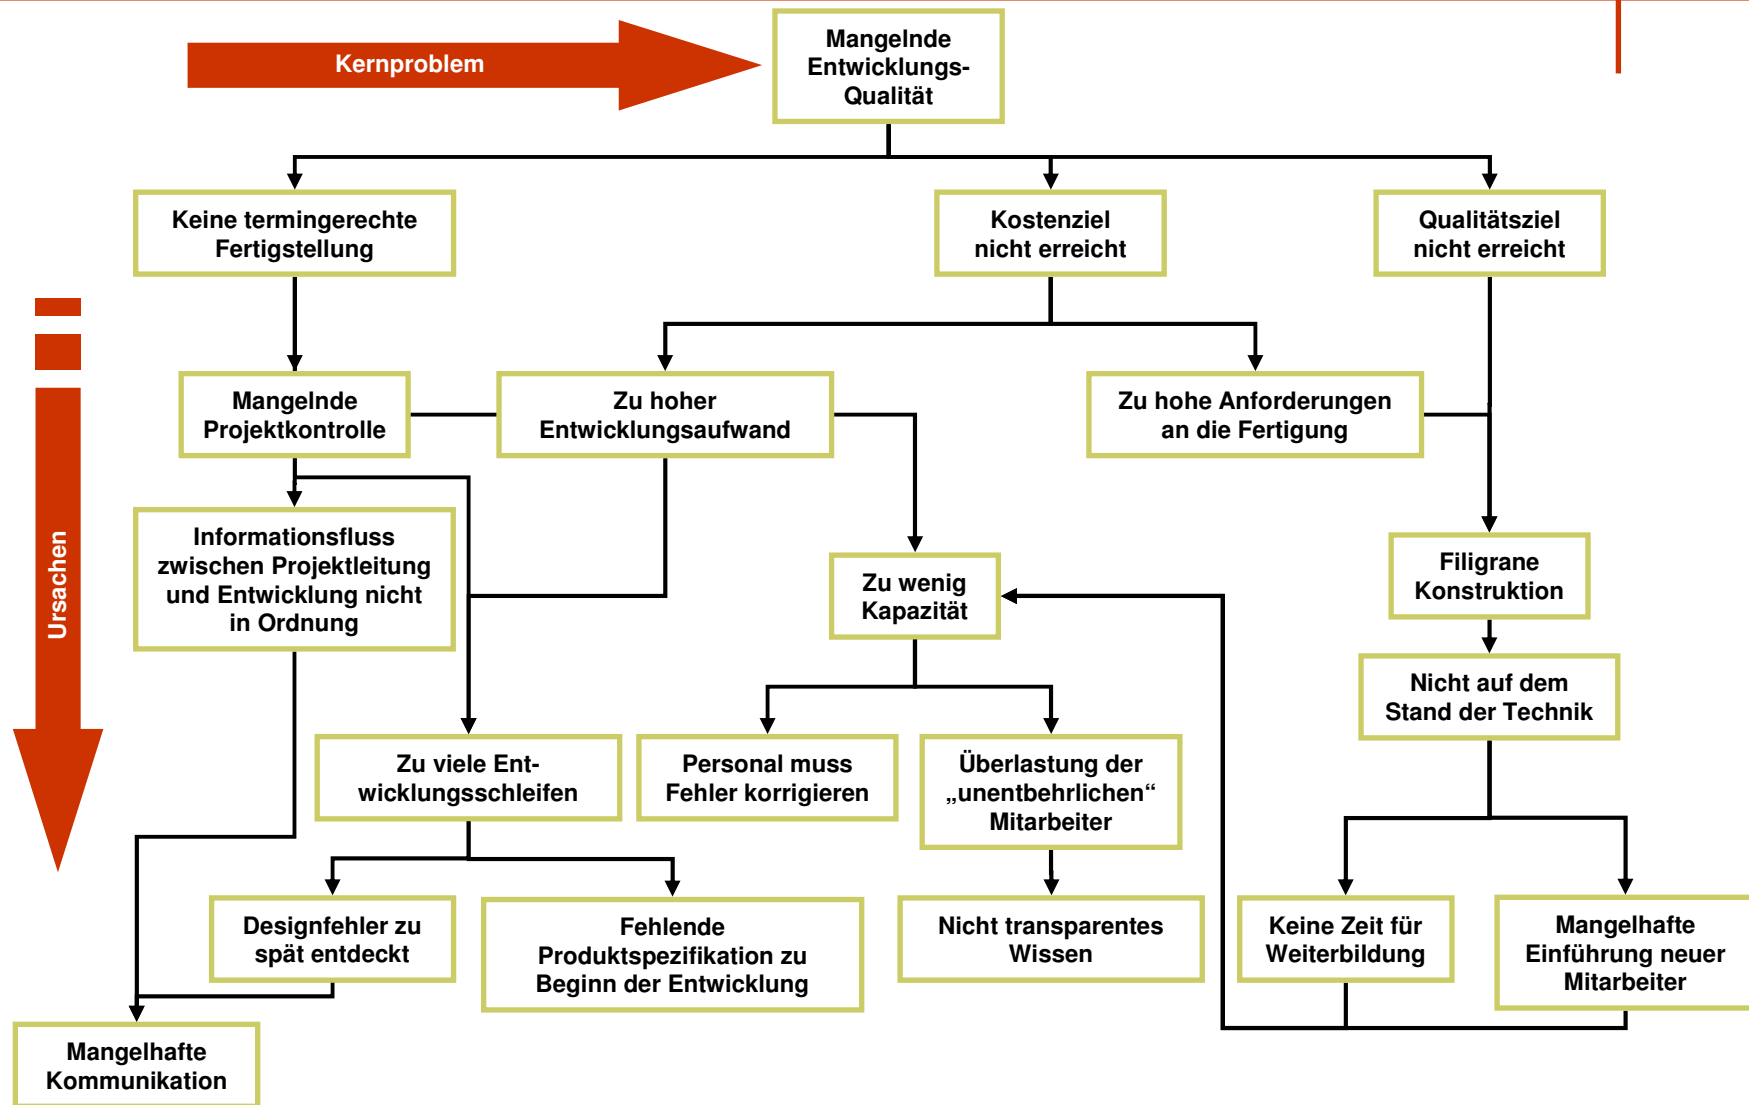 Kernproblem
Mangelnde
Entwicklungs-
Qualität
Keine termingerechte
Fertigstellung
Kostenziel
nicht erreicht
Qualitätsziel
nicht erreicht
Mangelnde
Projektkontrolle
Zu hoher
Entwicklungsaufwand
Zu hohe Anforderungen
an die Fertigung
Ursachen
Informationsfluss
zwischen Projektleitung
und Entwicklung nicht
in Ordnung
Zu wenig
Kapazität
Filigrane
Konstruktion
Nicht auf dem
Stand der Technik
Zu viele Ent-
wicklungsschleifen
Personal muss
Fehler korrigieren
Überlastung der
„unentbehrlichen“
Mitarbeiter
Designfehler zu
spät entdeckt
Fehlende
Produktspezifikation zu
Beginn der Entwicklung
Nicht transparentes
Wissen
Keine Zeit für
Weiterbildung
Mangelhafte
Einführung neuer
Mitarbeiter
Mangelhafte
Kommunikation